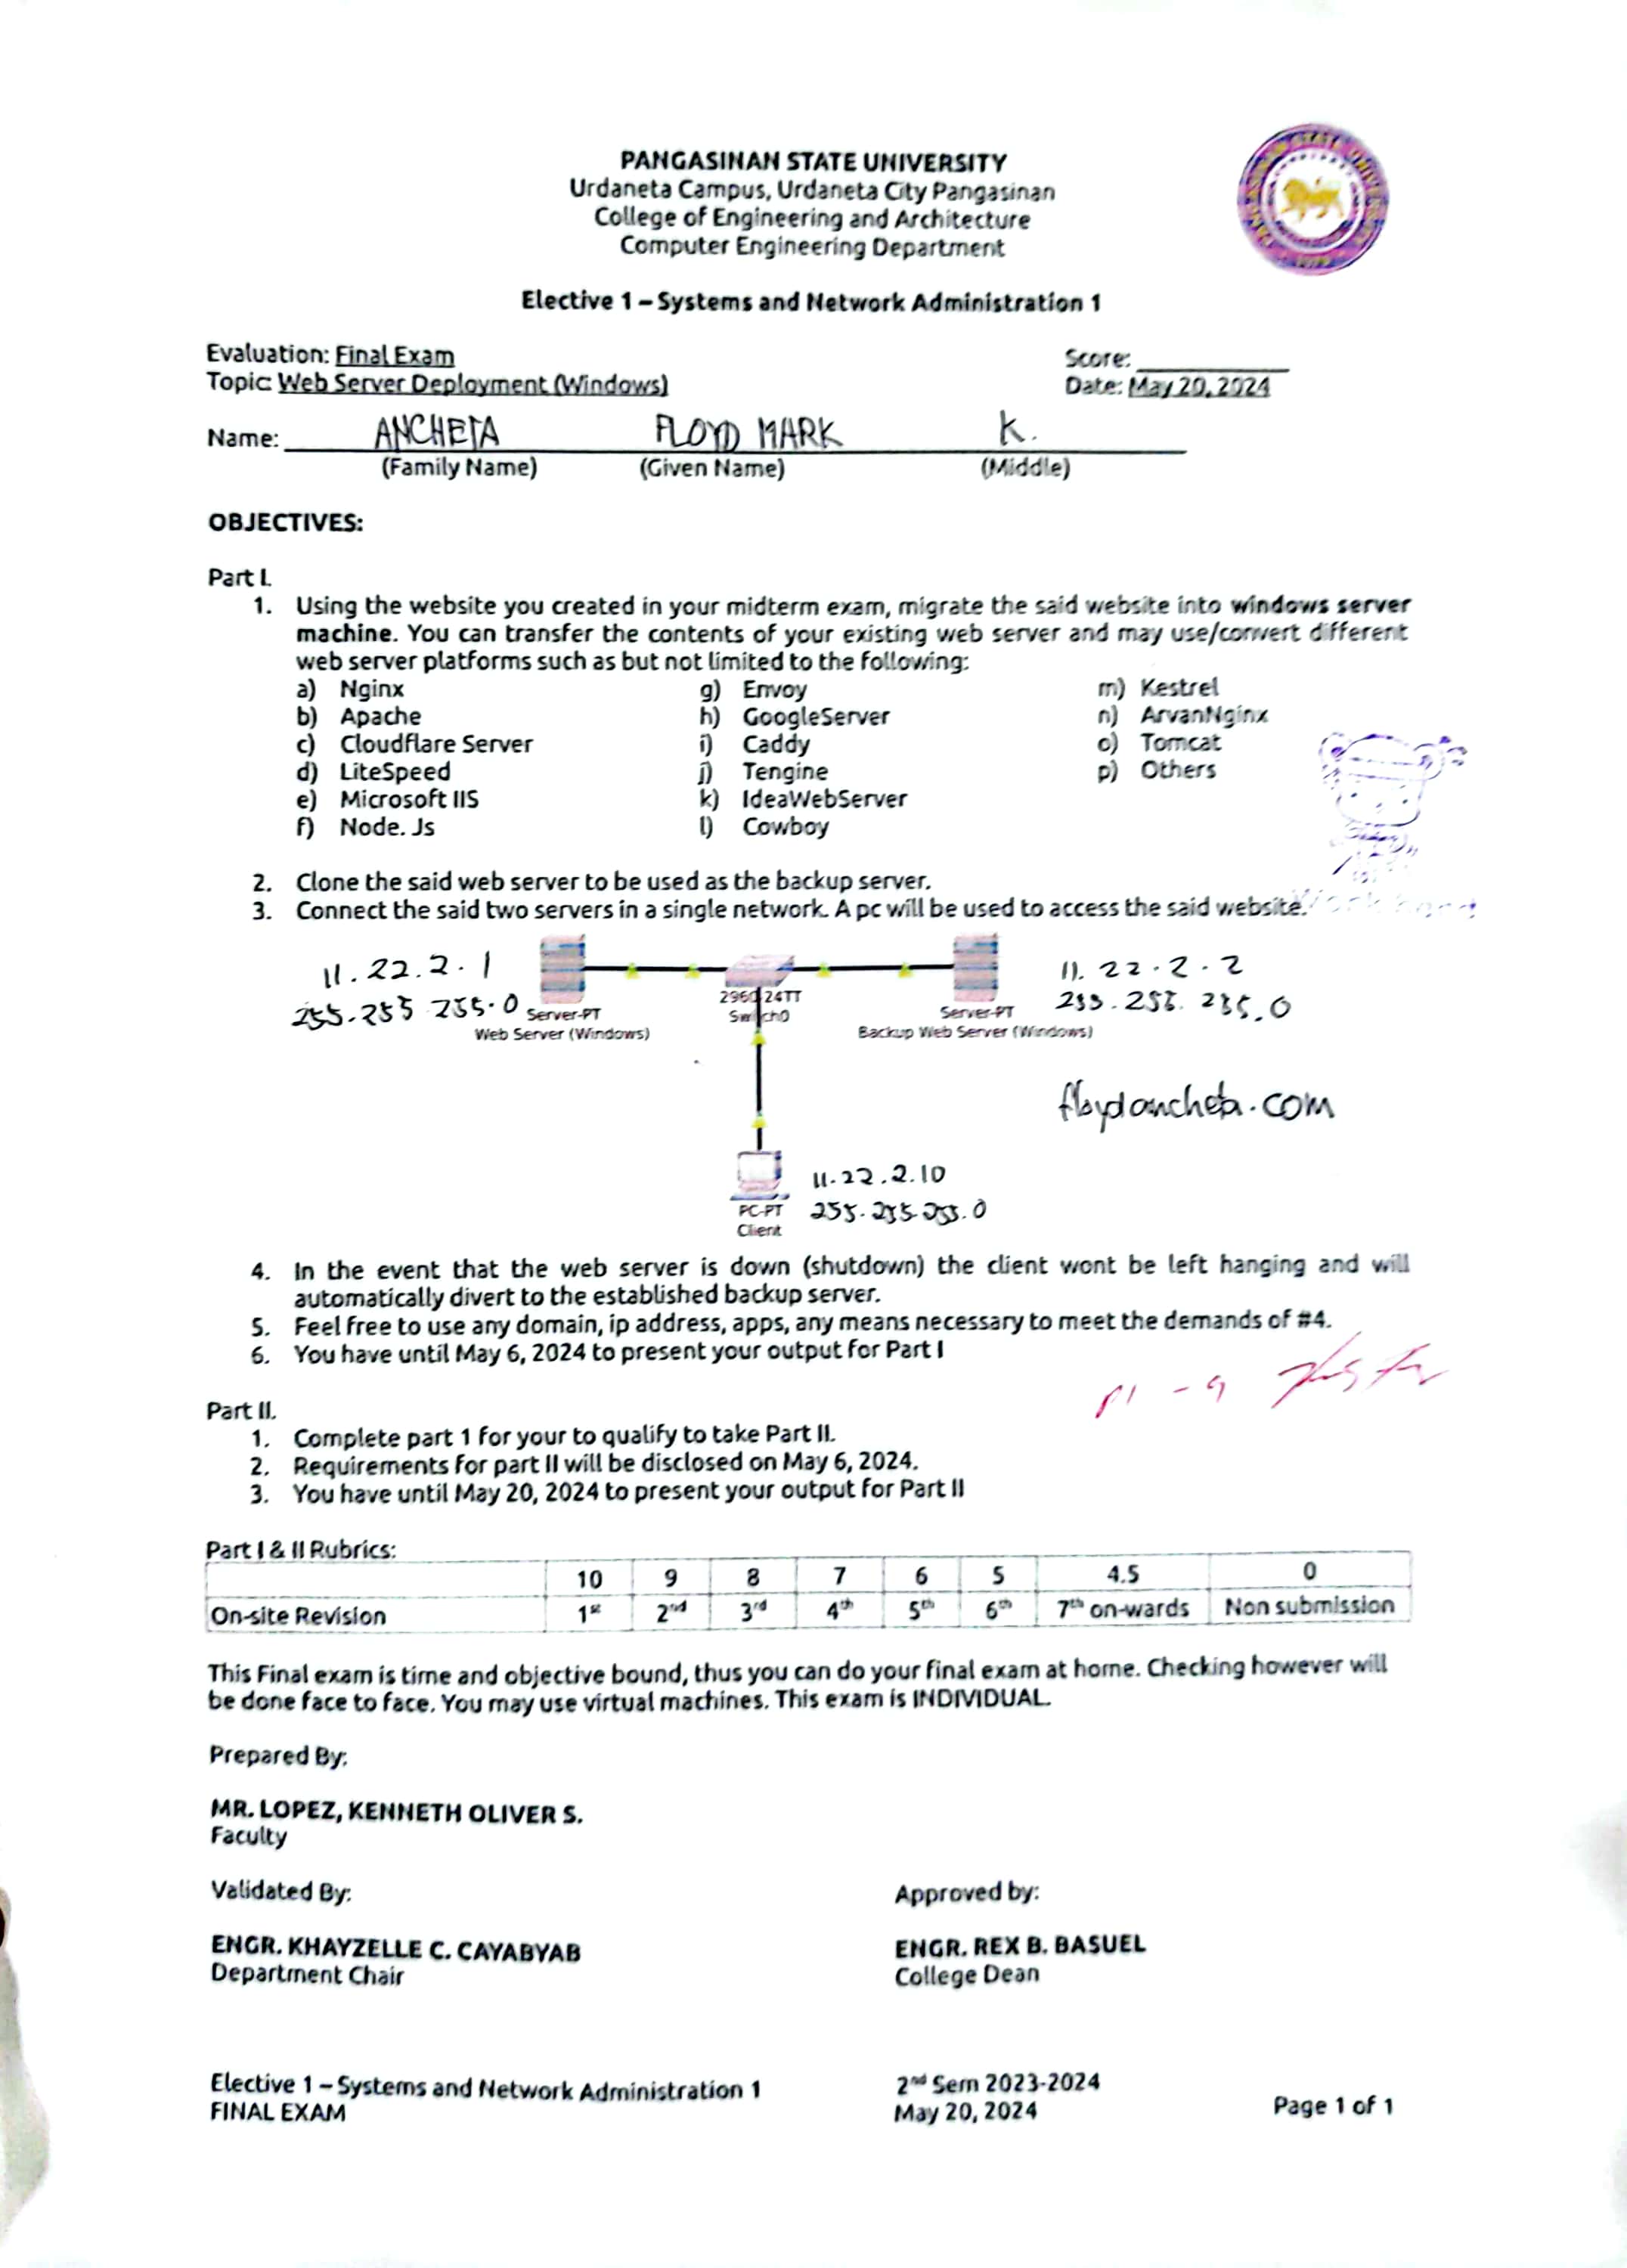 PANGASINAN STATE UNIVERSITY
Urdaneta Campus, Urdaneta City Pangasinan
College of Engineering and Architecture
Computer Engineering Department
Elective 1 – Systems and Network Administration 1
Evaluation: Final Exam
Score:
Topic: Web Server Deployment (Windows)
Date: May 20, 2024
Name: ANCHETA FLOYD MARK K.
(Family Name) (Given Name) (Middle)
OBJECTIVES:
Part I.
1. Using the website you created in your midterm exam, migrate the said website into windows server
machine. You can transfer the contents of your existing web server and may use/convert different
web server platforms such as but not limited to the following:
a) Nginx g) Envoy m) Kestrel
b) Apache h) GoogleServer n) ArvanNginx
c) Cloudflare Server i) Caddy o) Tomcat
d) LiteSpeed j) Tengine p) Others
e) Microsoft IIS k) IdeaWebServer
f) Node. Js l) Cowboy
2. Clone the said web server to be used as the backup server.
3. Connect the said two servers in a single network. A pc will be used to access the said website.
11.22.2.1
11.22.2.2
255.255 255.0
2960-24TT
255.255.255.0
Server-PT
Switch0
Server-PT
Web Server (Windows)
Backup Web Server (Windows)
floydancheta.com
11.22.2.10
PC-PT
255.255.255.0
Client
4. In the event that the web server is down (shutdown) the client wont be left hanging and will
automatically divert to the established backup server.
5. Feel free to use any domain, ip address, apps, any means necessary to meet the demands of #4.
6. You have until May 6, 2024 to present your output for Part I
P1 - 9
Part II.
1. Complete part 1 for your to qualify to take Part II.
2. Requirements for part II will be disclosed on May 6, 2024.
3. You have until May 20, 2024 to present your output for Part II
Part I & II Rubrics:
10 9 8 7 6 5 4.5 0
On-site Revision 1st 2nd 3rd 4th 5th 6th 7th on-wards Non submission
This Final exam is time and objective bound, thus you can do your final exam at home. Checking however will
be done face to face. You may use virtual machines. This exam is INDIVIDUAL.
Prepared By:
MR. LOPEZ, KENNETH OLIVER S.
Faculty
Validated By:
Approved by:
ENGR. KHAYZELLE C. CAYABYAB
ENGR. REX B. BASUEL
Department Chair
College Dean
Elective 1 – Systems and Network Administration 1
2nd Sem 2023-2024
FINAL EXAM
May 20, 2024
Page 1 of 1